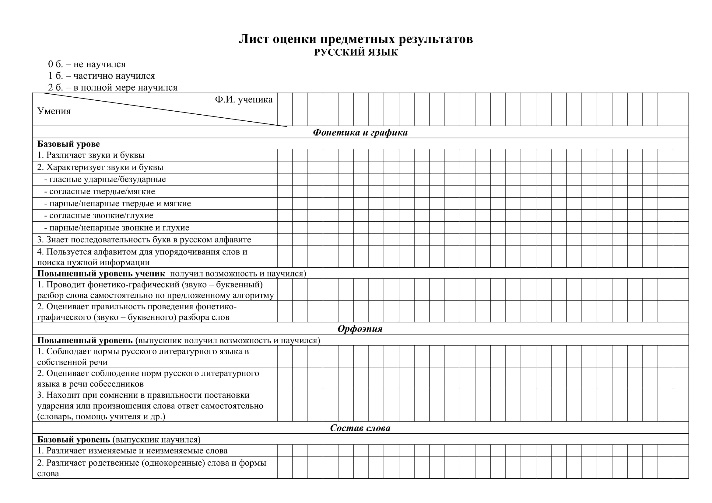 Лист оценки предметных результатов
РУССКИЙ ЯЗЫК
0 б. – не научился
1 б. – частично научился
2 б. – в полной мере научился
Ф.И. ученика
Умения
Фонетика и графика
Базовый урове
1. Различает звуки и буквы
2. Характеризует звуки и буквы
- гласные ударные/безударные
- согласные твердые/мягкие
- парные/непарные твердые и мягкие
- согласные звонкие/глухие
- парные/непарные звонкие и глухие
3. Знает последовательность букв в русском алфавите
4. Пользуется алфавитом для упорядочивания слов и
поиска нужной информации
Повышенный уровень ученик получил возможность и научился)
1. Проводит фонетико-графический (звуко – буквенный)
разбор слова самостоятельно по предложенному алгоритму
2. Оценивает правильность проведения фонетико-
графического (звуко – буквенного) разбора слов
Орфоэпия
Повышенный уровень (выпускник получил возможность и научился)
1. Соблюдает нормы русского литературного языка в
собственной речи
2. Оценивает соблюдение норм русского литературного
языка в речи собеседников
3. Находит при сомнении в правильности постановки
ударения или произношения слова ответ самостоятельно
(словарь, помощь учителя и др.)
Состав слова
Базовый уровень (выпускник научился)
1. Различает изменяемые и неизменяемые слова
2. Различает родственные (однокоренные) слова и формы
слова